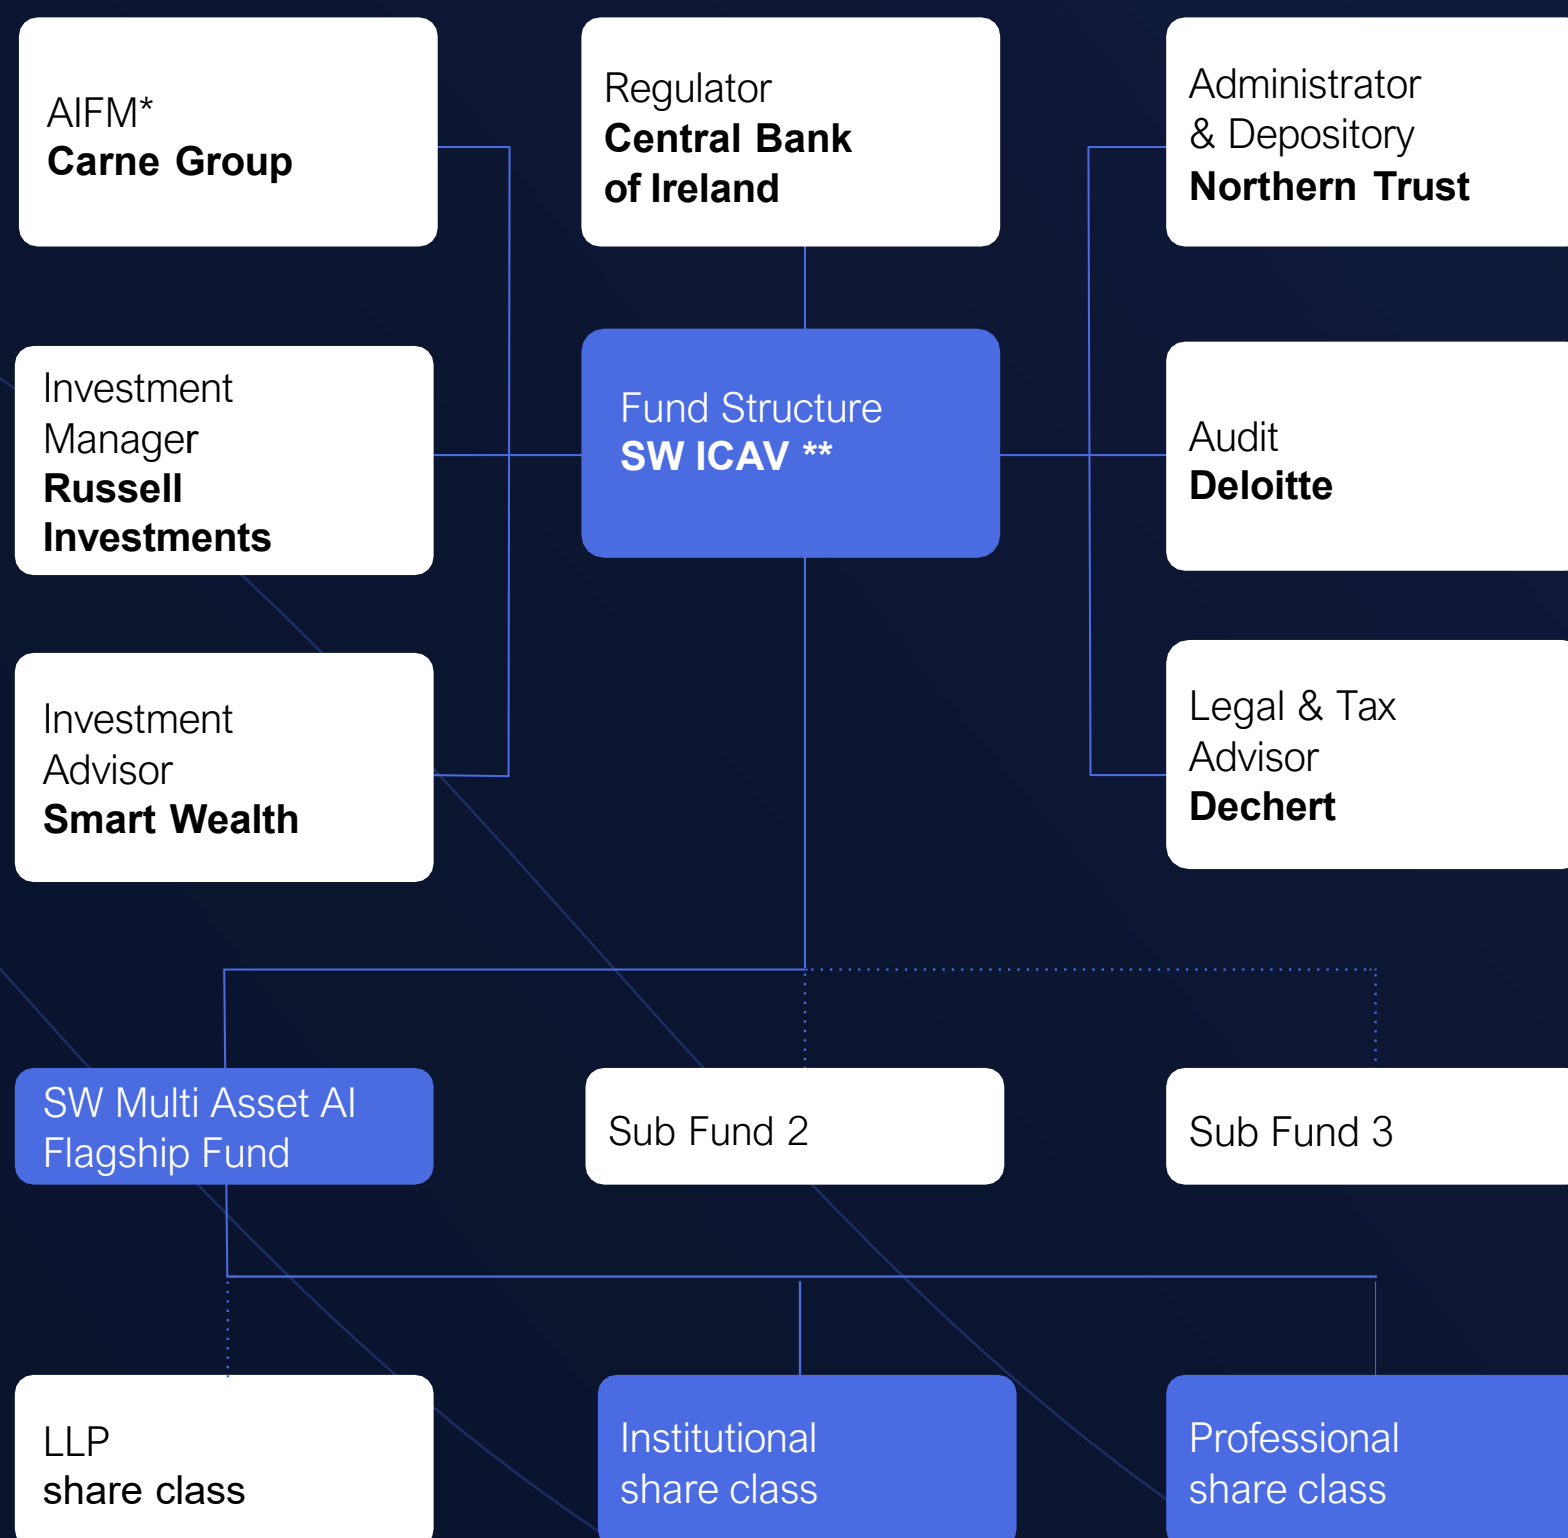 AIFM*
Carne Group
Regulator
Central Bank
of Ireland
Administrator
& Depository
Northern Trust
Investment
Manager
Russell
Investments
Fund Structure
SW ICAV **
Audit
Deloitte
Investment
Advisor
Smart Wealth
Legal & Tax
Advisor
Dechert
SW Multi Asset AI
Flagship Fund
Sub Fund 2
Sub Fund 3
LLP
share class
Institutional
share class
Professional
share class